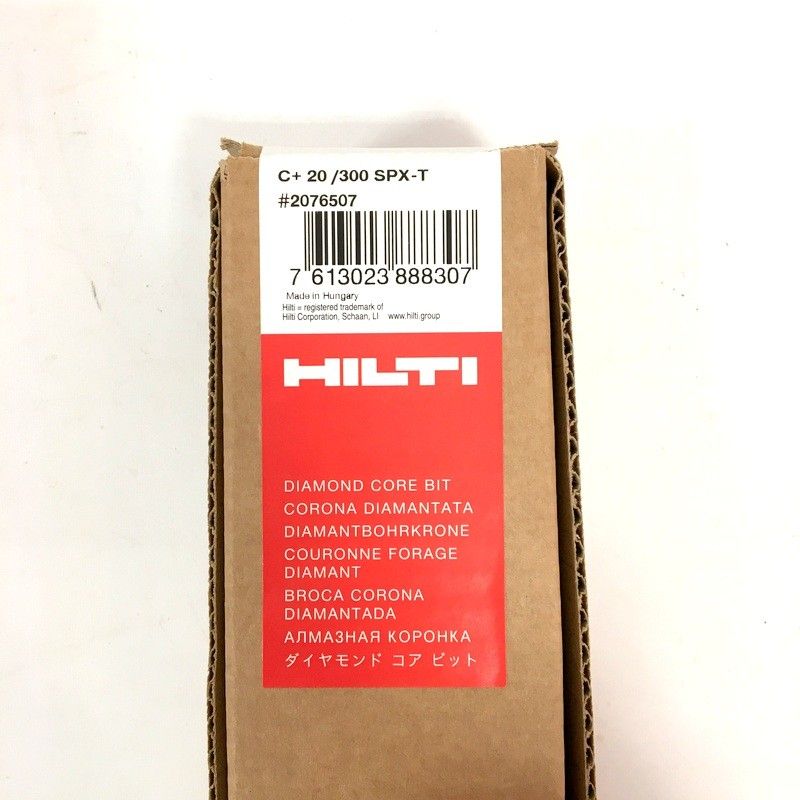 C+ 20 /300 SPX-T
#2076507
7 613023 888307
Made in Hungary
Hilti = registered trademark of
Hilti Corporation, Schaan, LI www.hilti.group
HILTI
DIAMOND CORE BIT
CORONA DIAMANTATA
DIAMANTBOHRKRONE
COURONNE FORAGE
DIAMANT
BROCA CORONA
DIAMANTADA
АЛМАЗНАЯ КОРОНКА
ダイヤモンド コア ビット